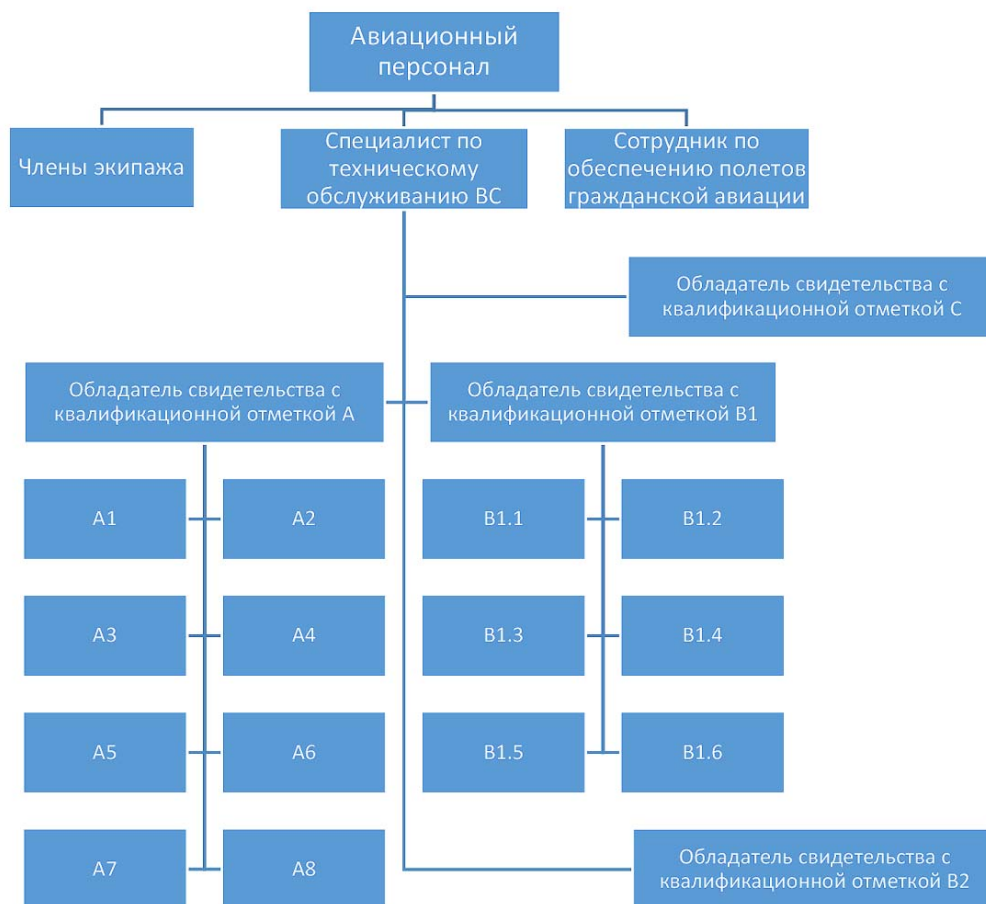 Авиационный
персонал
Члены экипажа
Специалист по
техническому
обслуживанию ВС
Сотрудник по
обеспечению полетов
гражданской авиации
Обладатель свидетельства с
квалификационной отметкой С
Обладатель свидетельства с
квалификационной отметкой А
Обладатель свидетельства с
квалификационной отметкой В1
А1
А2
В1.1
В1.2
А3
А4
В1.3
В1.4
А5
А6
В1.5
В1.6
А7
А8
Обладатель свидетельства с
квалификационной отметкой В2